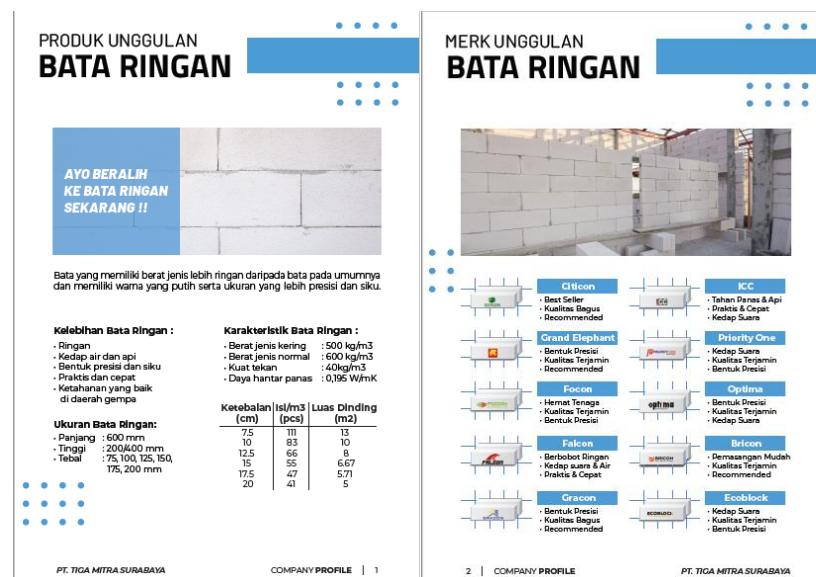 PRODUK UNGGULAN
BATA RINGAN
AYO BERALIH
KE BATA RINGAN
SEKARANG !!
Bata yang memiliki berat jenis lebih ringan daripada bata pada umumnya
dan memiliki warna yang putih serta ukuran yang lebih presisi dan siku.
Kelebihan Bata Ringan :
• Ringan
• Kedap air dan api
• Bentuk presisi dan siku
• Praktis dan cepat
• Ketahanan yang baik
di daerah gempa
Ukuran Bata Ringan:
• Panjang : 600 mm
• Tinggi : 200/400 mm
• Tebal : 75, 100, 125, 150,
175, 200 mm
Karakteristik Bata Ringan :
• Berat jenis kering : 500 kg/m3
• Berat jenis normal : 600 kg/m3
• Kuat tekan : 40kg/m3
• Daya hantar panas : 0,195 W/mK
Ketebalan Isi/m3 Luas Dinding
(cm) (pcs) (m2)
7.5 111 13
10 83 10
12.5 66 8
15 55 6.67
17.5 47 5.71
20 41 5
PT. TIGA MITRA SURABAYA
COMPANY PROFILE | 1
MERK UNGGULAN
BATA RINGAN
Citicon
• Best Seller
• Kualitas Bagus
• Recommended
Grand Elephant
• Bentuk Presisi
• Kualitas Terjamin
• Recommended
Focon
• Hemat Tenaga
• Kualitas Terjamin
• Bentuk Presisi
FALCON
Falcon
• Berbobot Ringan
• Kedap suara & Air
• Praktis & Cepat
Gracon
• Bentuk Presisi
• Kualitas Bagus
• Recommended
ICC
ICC
• Tahan Panas & Api
• Praktis & Cepat
• Kedap Suara
Priority One
• Kedap Suara
• Kualitas Terjamin
• Bentuk Presisi
optima
Optima
• Bentuk Presisi
• Kualitas Terjamin
• Kedap Suara
BRICON
Bricon
• Pemasangan Mudah
• Kualitas Terjamin
• Recommended
ECOBLOCK
Ecoblock
• Kedap Suara
• Kualitas Terjamin
• Bentuk Presisi
2 | COMPANY PROFILE
PT. TIGA MITRA SURABAYA